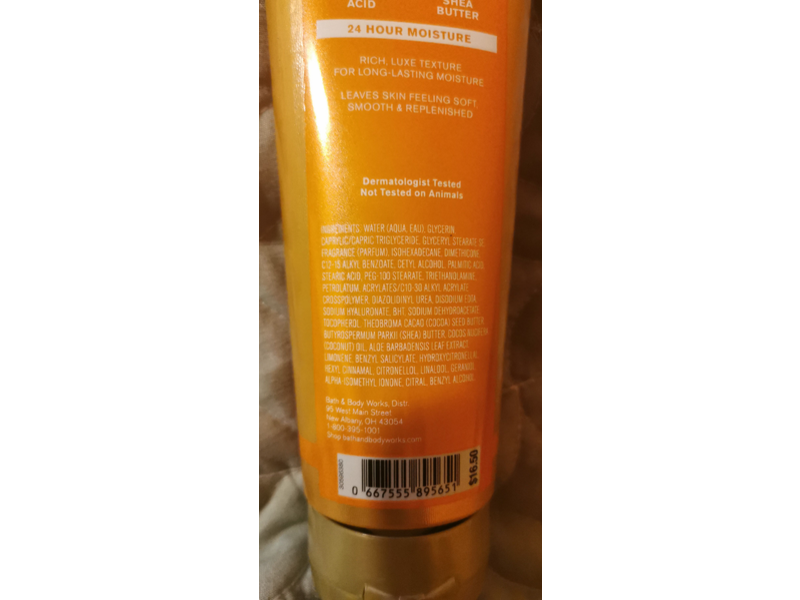 ACID
SHEA
BUTTER
24 HOUR MOISTURE
RICH, LUXE TEXTURE
FOR LONG-LASTING MOISTURE
LEAVES SKIN FEELING SOFT,
SMOOTH & REPLENISHED
Dermatologist Tested
Not Tested on Animals
INGREDIENTS: WATER (AQUA, EAU), GLYCERIN,
CAPRYLIC/CAPRIC TRIGLYCERIDE, GLYCERYL STEARATE SE,
FRAGRANCE (PARFUM), ISOHEXADECANE, DIMETHICONE,
C12-15 ALKYL BENZOATE, CETYL ALCOHOL, PALMITIC ACID,
STEARIC ACID, PEG-100 STEARATE, TRIETHANOLAMINE,
PETROLATUM, ACRYLATES/C10-30 ALKYL ACRYLATE
CROSSPOLYMER, DIAZOLIDINYL UREA, DISODIUM EDTA,
SODIUM HYALURONATE, BHT, SODIUM DEHYDROACETATE,
TOCOPHEROL, THEOBROMA CACAO (COCOA) SEED BUTTER,
BUTYROSPERMUM PARKII (SHEA) BUTTER, COCOS NUCIFERA
(COCONUT) OIL, ALOE BARBADENSIS LEAF EXTRACT,
LIMONENE, BENZYL SALICYLATE, HYDROXYCITRONELLAL,
HEXYL CINNAMAL, CITRONELLOL, LINALOOL, GERANIOL,
ALPHA-ISOMETHYL IONONE, CITRAL, BENZYL ALCOHOL
Bath & Body Works, Distr.
95 West Main Street
New Albany, OH 43054
1-800-395-1001
Shop bathandbodyworks.com
0 667555 895651
$16.50